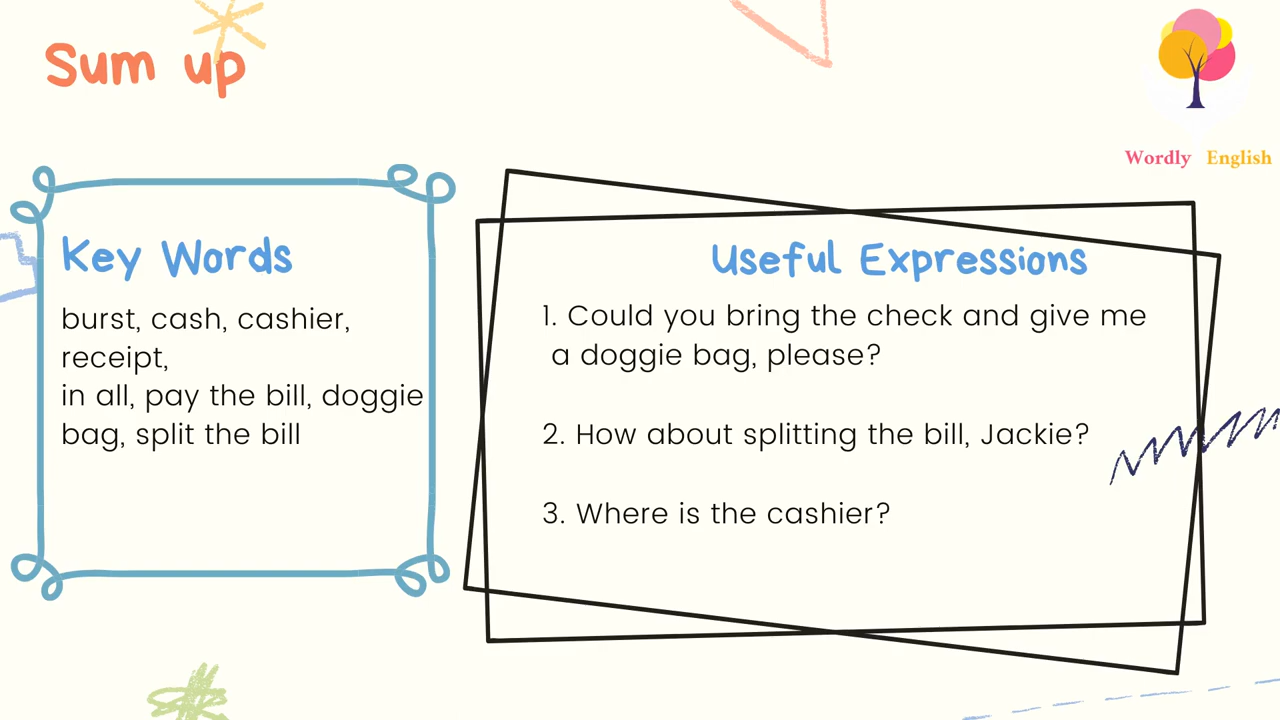 Sum up
Wordly English
Key Words
burst, cash, cashier,
receipt,
in all, pay the bill, doggie
bag, split the bill
Useful Expressions
1. Could you bring the check and give me
a doggie bag, please?
2. How about splitting the bill, Jackie?
3. Where is the cashier?